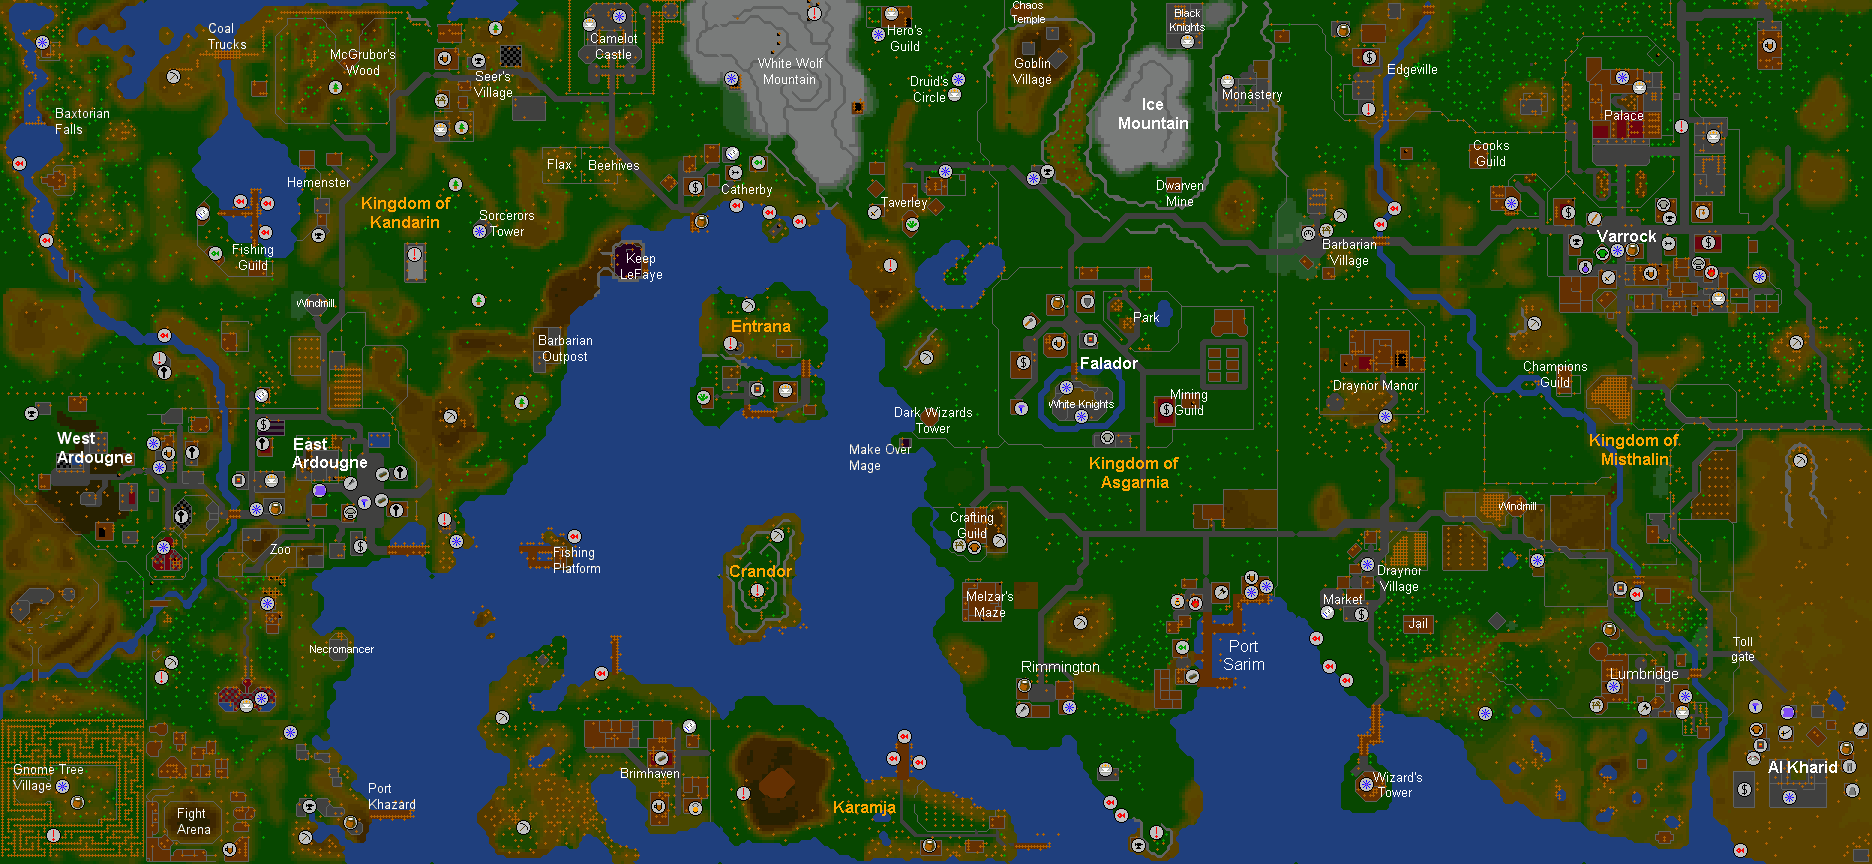 Coal
Trucks
McGrubor's
Wood
Camelot
Castle
Seer's
Village
White Wolf
Mountain
Hero's
Guild
Druid's
Circle
Chaos
Temple
Goblin
Village
Black
Knights
Ice
Mountain
Monastery
Edgeville
Palace
Cooks
Guild
Baxtorian
Falls
Hemenster
Flax
Beehives
Catherby
Kingdom of
Kandarin
Sorcerors
Tower
Fishing
Guild
Keep
LeFaye
Taverley
Dwarven
Mine
Barbarian
Village
Varrock
Windmill
Barbarian
Outpost
Entrana
Park
Falador
White Knights
Mining
Guild
Draynor Manor
Champions
Guild
West
Ardougne
East
Ardougne
Zoo
Dark Wizards
Tower
Make Over
Mage
Kingdom of
Asgarnia
Kingdom of
Misthalin
Windmill
Crafting
Guild
Fishing
Platform
Crandor
Melzar's
Maze
Draynor
Village
Market
Jail
Port
Sarim
Rimmington
Necromancer
Lumbridge
Toll
gate
Gnome Tree
Village
Fight
Arena
Port
Khazard
Brimhaven
Karamja
Wizard's
Tower
Al Kharid